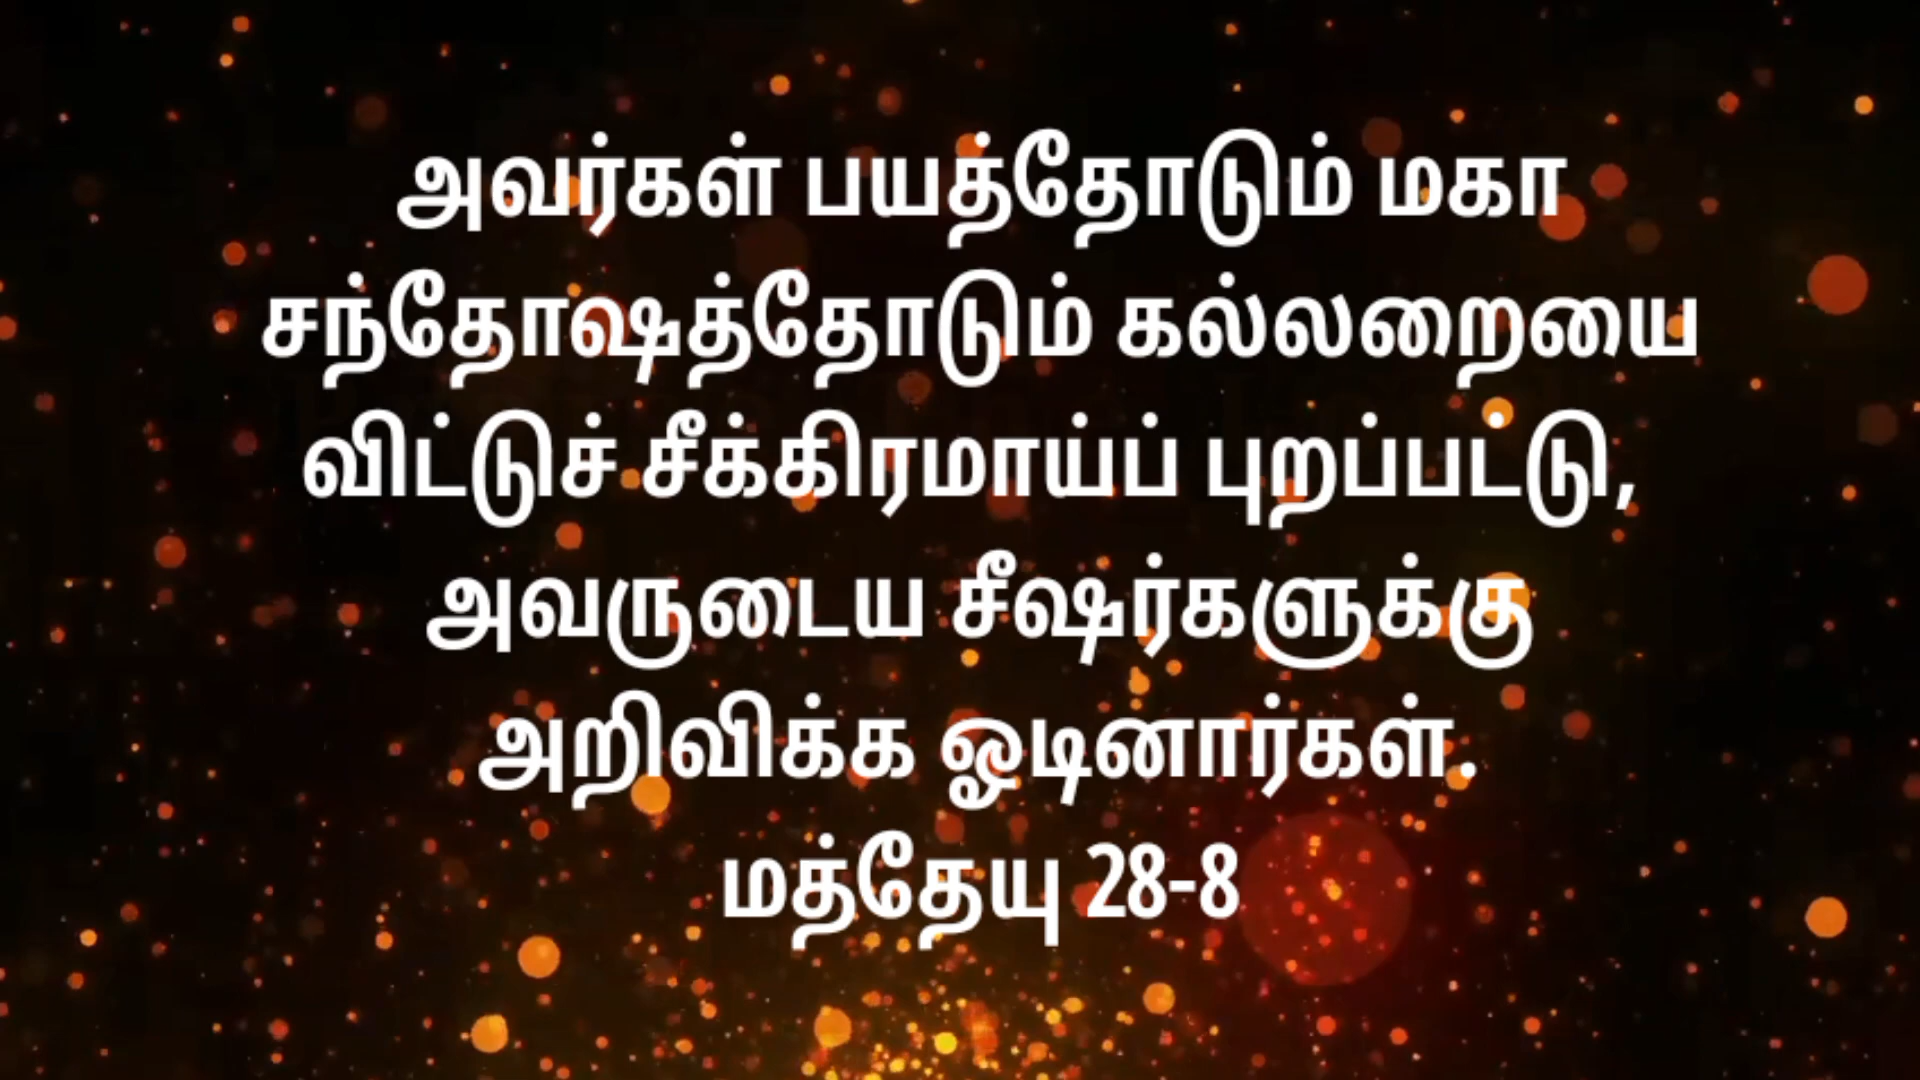 அவர்கள் பயத்தோடும் மகா
சந்தோஷத்தோடும் கல்லறையை
விட்டுச் சீக்கிரமாய்ப் புறப்பட்டு,
அவருடைய சீஷர்களுக்கு
அறிவிக்க ஓடினார்கள்.
மத்தேயு 28-8